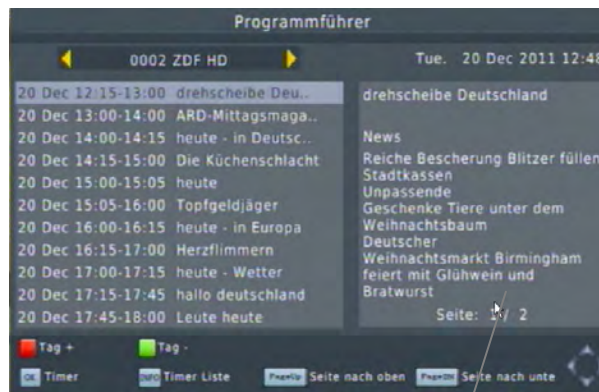 Programmführer
0002 ZDF HD
Tue. 20 Dec 2011 12:48
20 Dec 12:15-13:00 drehscheibe Deu..
20 Dec 13:00-14:00 ARD-Mittagsmaga..
20 Dec 14:00-14:15 heute - in Deutsc..
20 Dec 14:15-15:00 Die Küchenschlacht
20 Dec 15:00-15:05 heute
20 Dec 15:05-16:00 Topfgeldjäger
20 Dec 16:00-16:15 heute - in Europa
20 Dec 16:15-17:00 Herzflimmern
20 Dec 17:00-17:15 heute - Wetter
20 Dec 17:15-17:45 hallo deutschland
20 Dec 17:45-18:00 Leute heute
drehscheibe Deutschland
News
Reiche Bescherung Blitzer füllen
Stadtkassen
Unpassende
Geschenke Tiere unter dem
Weihnachtsbaum
Deutscher
Weihnachtsmarkt Birmingham
feiert mit Glühwein und
Bratwurst
Seite: 1/ 2
Tag +
Tag -
OK Timer
INFO Timer Liste
Page+Up Seite nach oben
Page+DN Seite nach unte